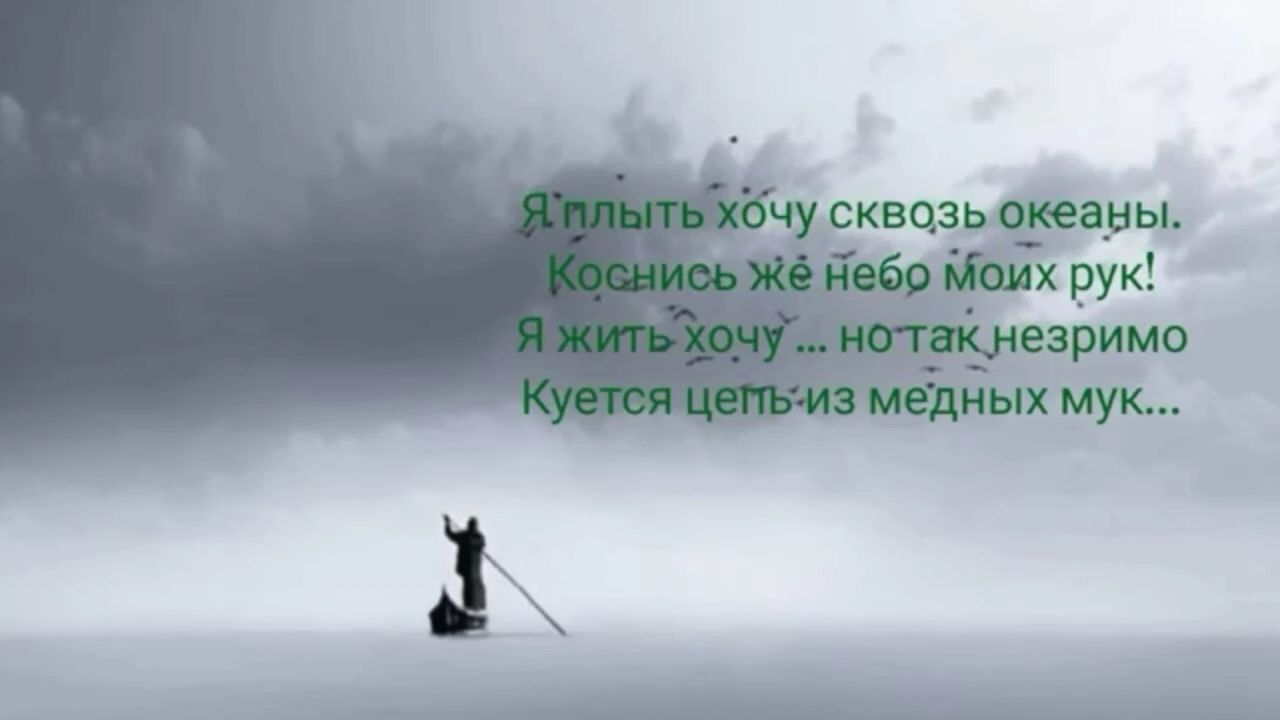 Я плыть хочу сквозь океаны.
Коснись же небо моих рук!
Я жить хочу ... но так незримо
Куется цепь из медных мук...